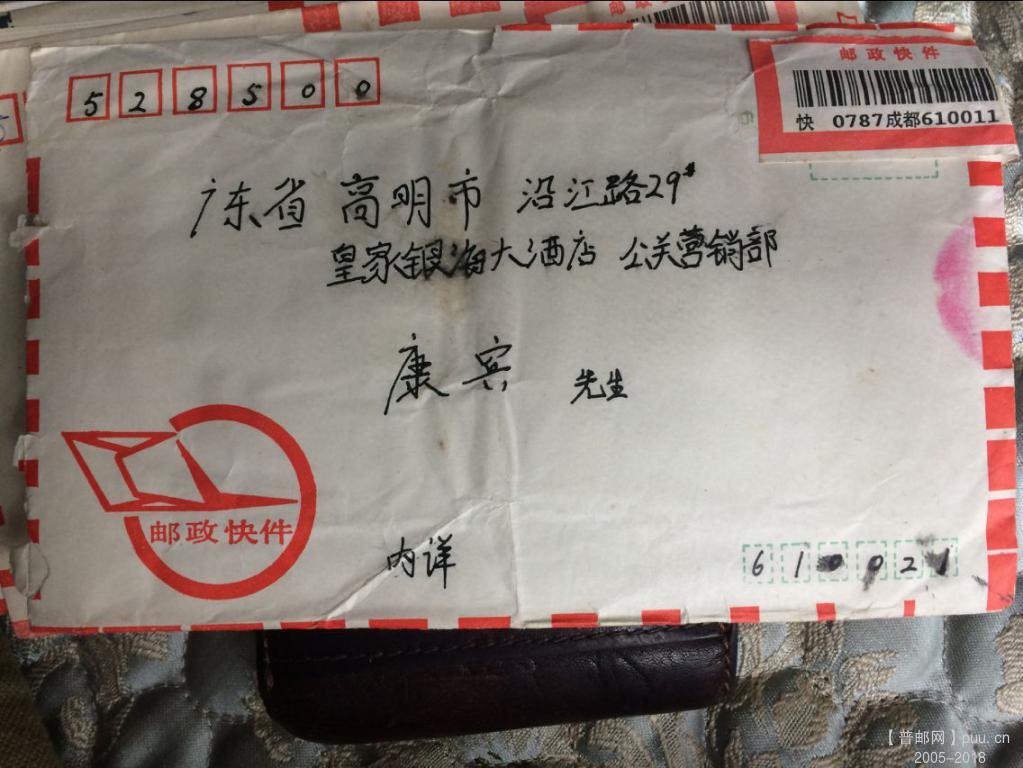 邮政快件
快 0787成都610011
528500
广东省 高明市 沿江路29#
皇家银海大酒店 公关营销部
康宾 先生
邮政快件
内详
610021
【普邮网】puu.cn
2005-2018